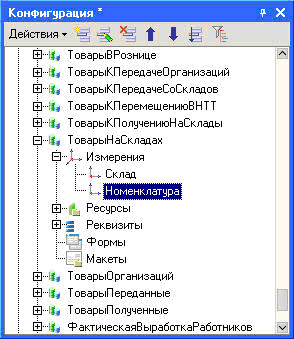 Конфигурация *
Действия
ТоварыВРознице
ТоварыКПередачеОрганизаций
ТоварыКПередачеСоСкладов
ТоварыКПеремещениюВНТТ
ТоварыКПолучениюНаСклады
ТоварыНаСкладах
Измерения
Склад
Номенклатура
Ресурсы
Реквизиты
Формы
Макеты
ТоварыОрганизаций
ТоварыПереданные
ТоварыПолученные
ФактическаяВыработкаРаботников